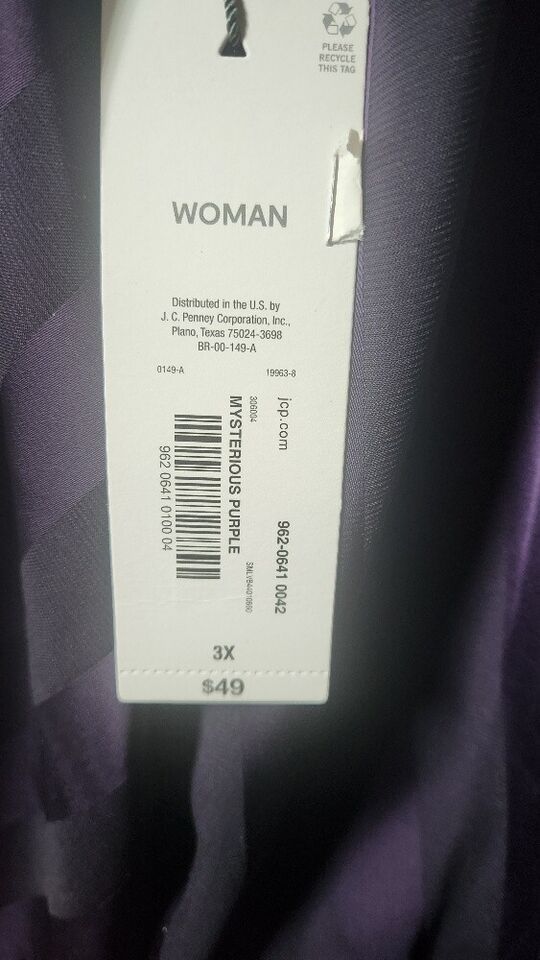 PLEASE
RECYCLE
THIS TAG
WOMAN
Distributed in the U.S. by
J. C. Penney Corporation, Inc.,
Plano, Texas 75024-3698
BR-00-149-A
0149-A
19963-8
jcp.com
962-0641 0042
306004
MYSTERIOUS PURPLE
962 0641 0100 04
3X
$49